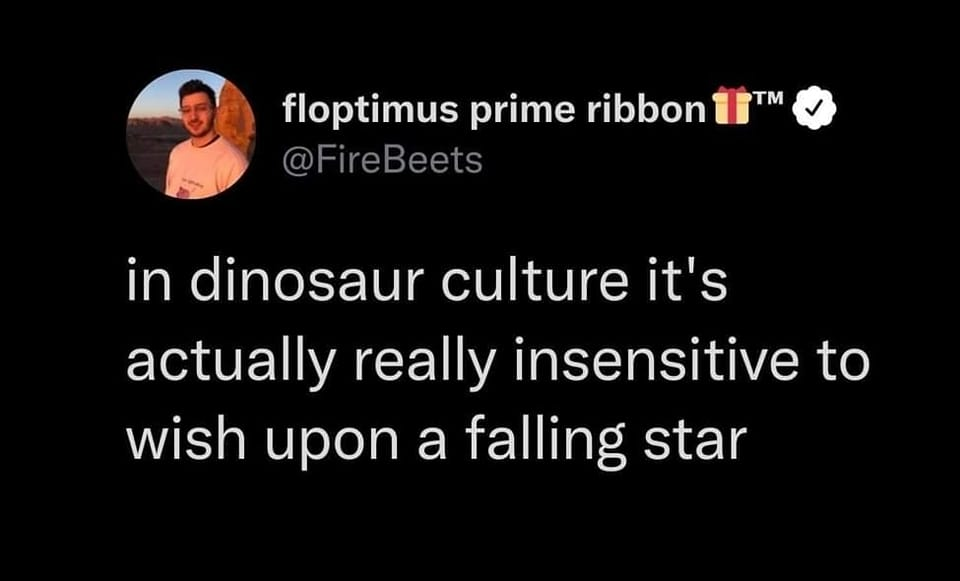 floptimus prime ribbon🎁™
@FireBeets
in dinosaur culture it's
actually really insensitive to
wish upon a falling star